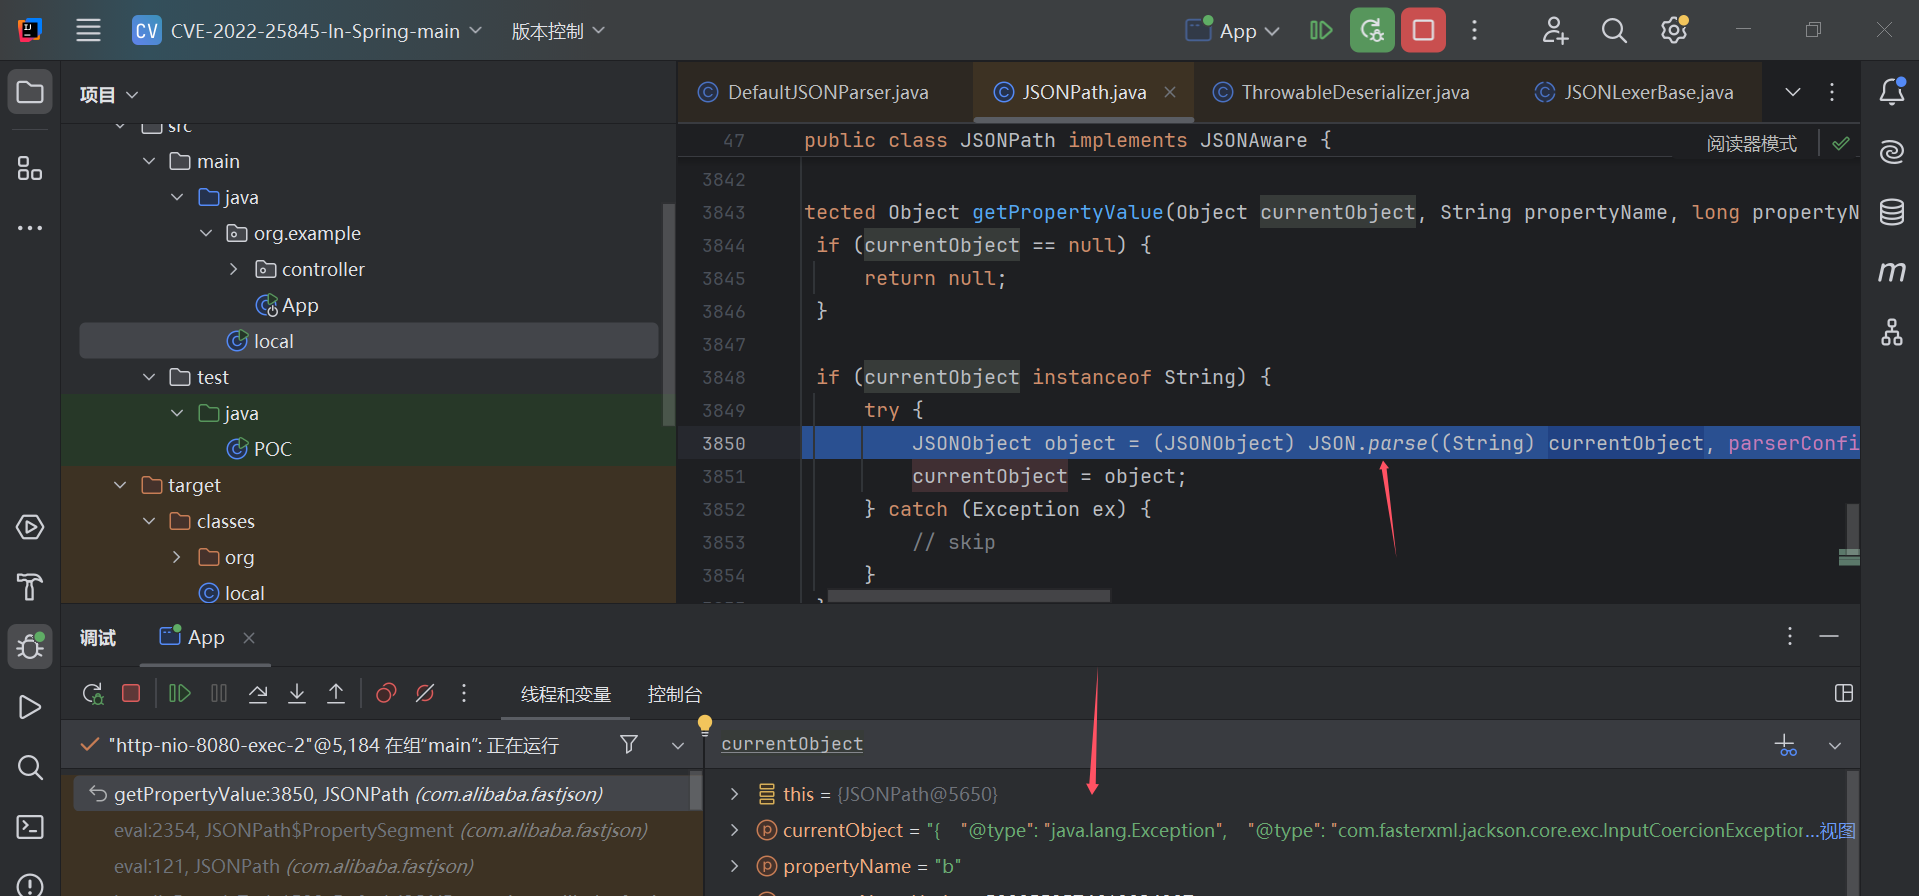 CV CVE-2022-25845-In-Spring-main 版本控制 App
项目
src
main
java
org.example
controller
App
local
test
java
POC
target
classes
org
local
DefaultJSONParser.java JSONPath.java ThrowableDeserializer.java JSONLexerBase.java
47 public class JSONPath implements JSONAware { 阅读器模式
3842
3843 tected Object getPropertyValue(Object currentObject, String propertyName, long propertyN
3844 if (currentObject == null) {
3845 return null;
3846 }
3847
3848 if (currentObject instanceof String) {
3849 try {
3850 JSONObject object = (JSONObject) JSON.parse((String) currentObject, parserConfi
3851 currentObject = object;
3852 } catch (Exception ex) {
3853 // skip
3854 }
调试 App
线程和变量 控制台
"http-nio-8080-exec-2"@5,184 在组“main”: 正在运行
getPropertyValue:3850, JSONPath (com.alibaba.fastjson)
eval:2354, JSONPath$PropertySegment (com.alibaba.fastjson)
eval:121, JSONPath (com.alibaba.fastjson)
currentObject
this = {JSONPath@5650}
currentObject = "{ "@type": "java.lang.Exception", "@type": "com.fasterxml.jackson.core.exc.InputCoercionException...视图
propertyName = "b"